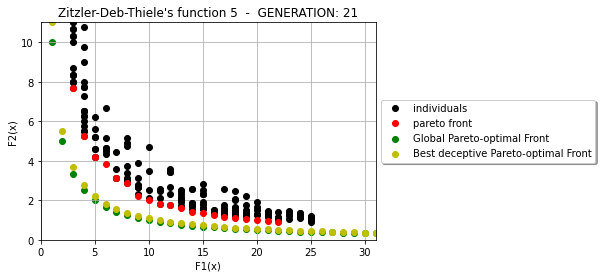 Zitzler-Deb-Thiele's function 5 - GENERATION: 21
F2(x)
10
8
6
4
2
0
0 5 10 15 20 25 30
F1(x)
individuals
pareto front
Global Pareto-optimal Front
Best deceptive Pareto-optimal Front